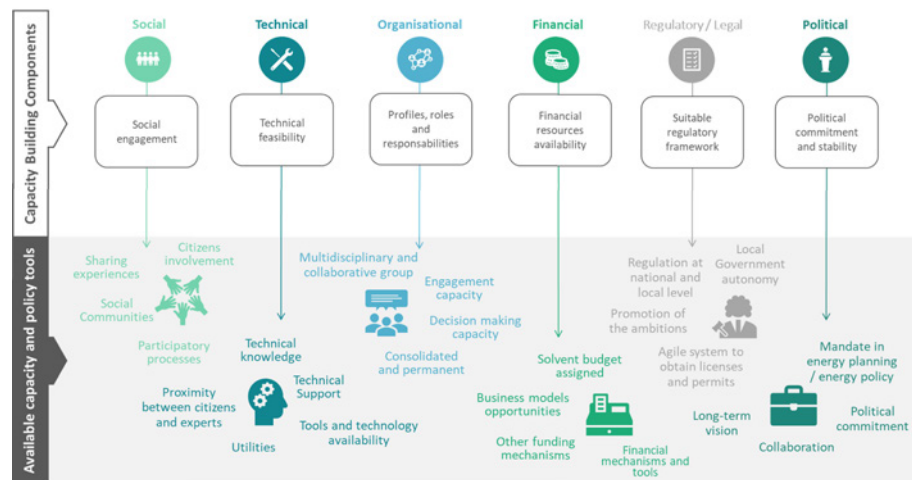 Capacity Building Components
Social
Technical
Organisational
Financial
Regulatory / Legal
Political
Social
engagement
Technical
feasibility
Profiles, roles
and
responsabilities
Financial
resources
availability
Suitable
regulatory
framework
Political
commitment
and stability
Available capacity and policy tools
Citizens
involvement
Sharing
experiences
Social
Communities
Participatory
processes
Technical
knowledge
Technical
Support
Proximity
between citizens
and experts
Tools and technology
availability
Utilities
Multidisciplinary and
collaborative group
Engagement
capacity
Decision making
capacity
Consolidated
and permanent
Solvent budget
assigned
Business models
opportunities
Other funding
mechanisms
Financial
mechanisms and
tools
Local
Government
autonomy
Regulation at
national and
local level
Promotion of
the ambitions
Agile system to
obtain licenses
and permits
Mandate in
energy planning
/ energy policy
Long-term
vision
Political
commitment
Collaboration